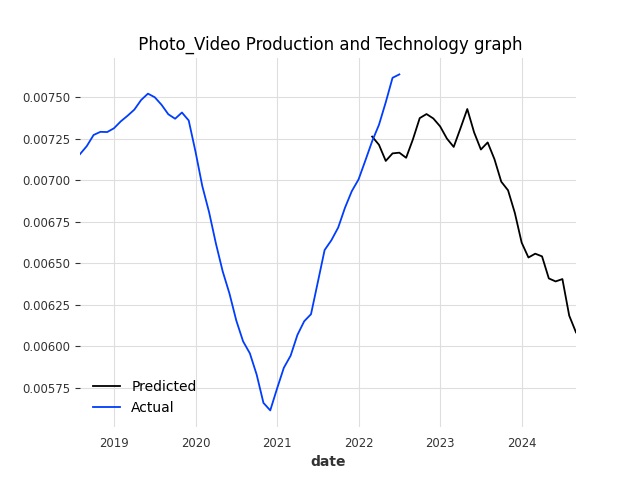 Photo_Video Production and Technology graph
0.00750
0.00725
0.00700
0.00675
0.00650
0.00625
0.00600
0.00575
Predicted
Actual
2019 2020 2021 2022 2023 2024
date